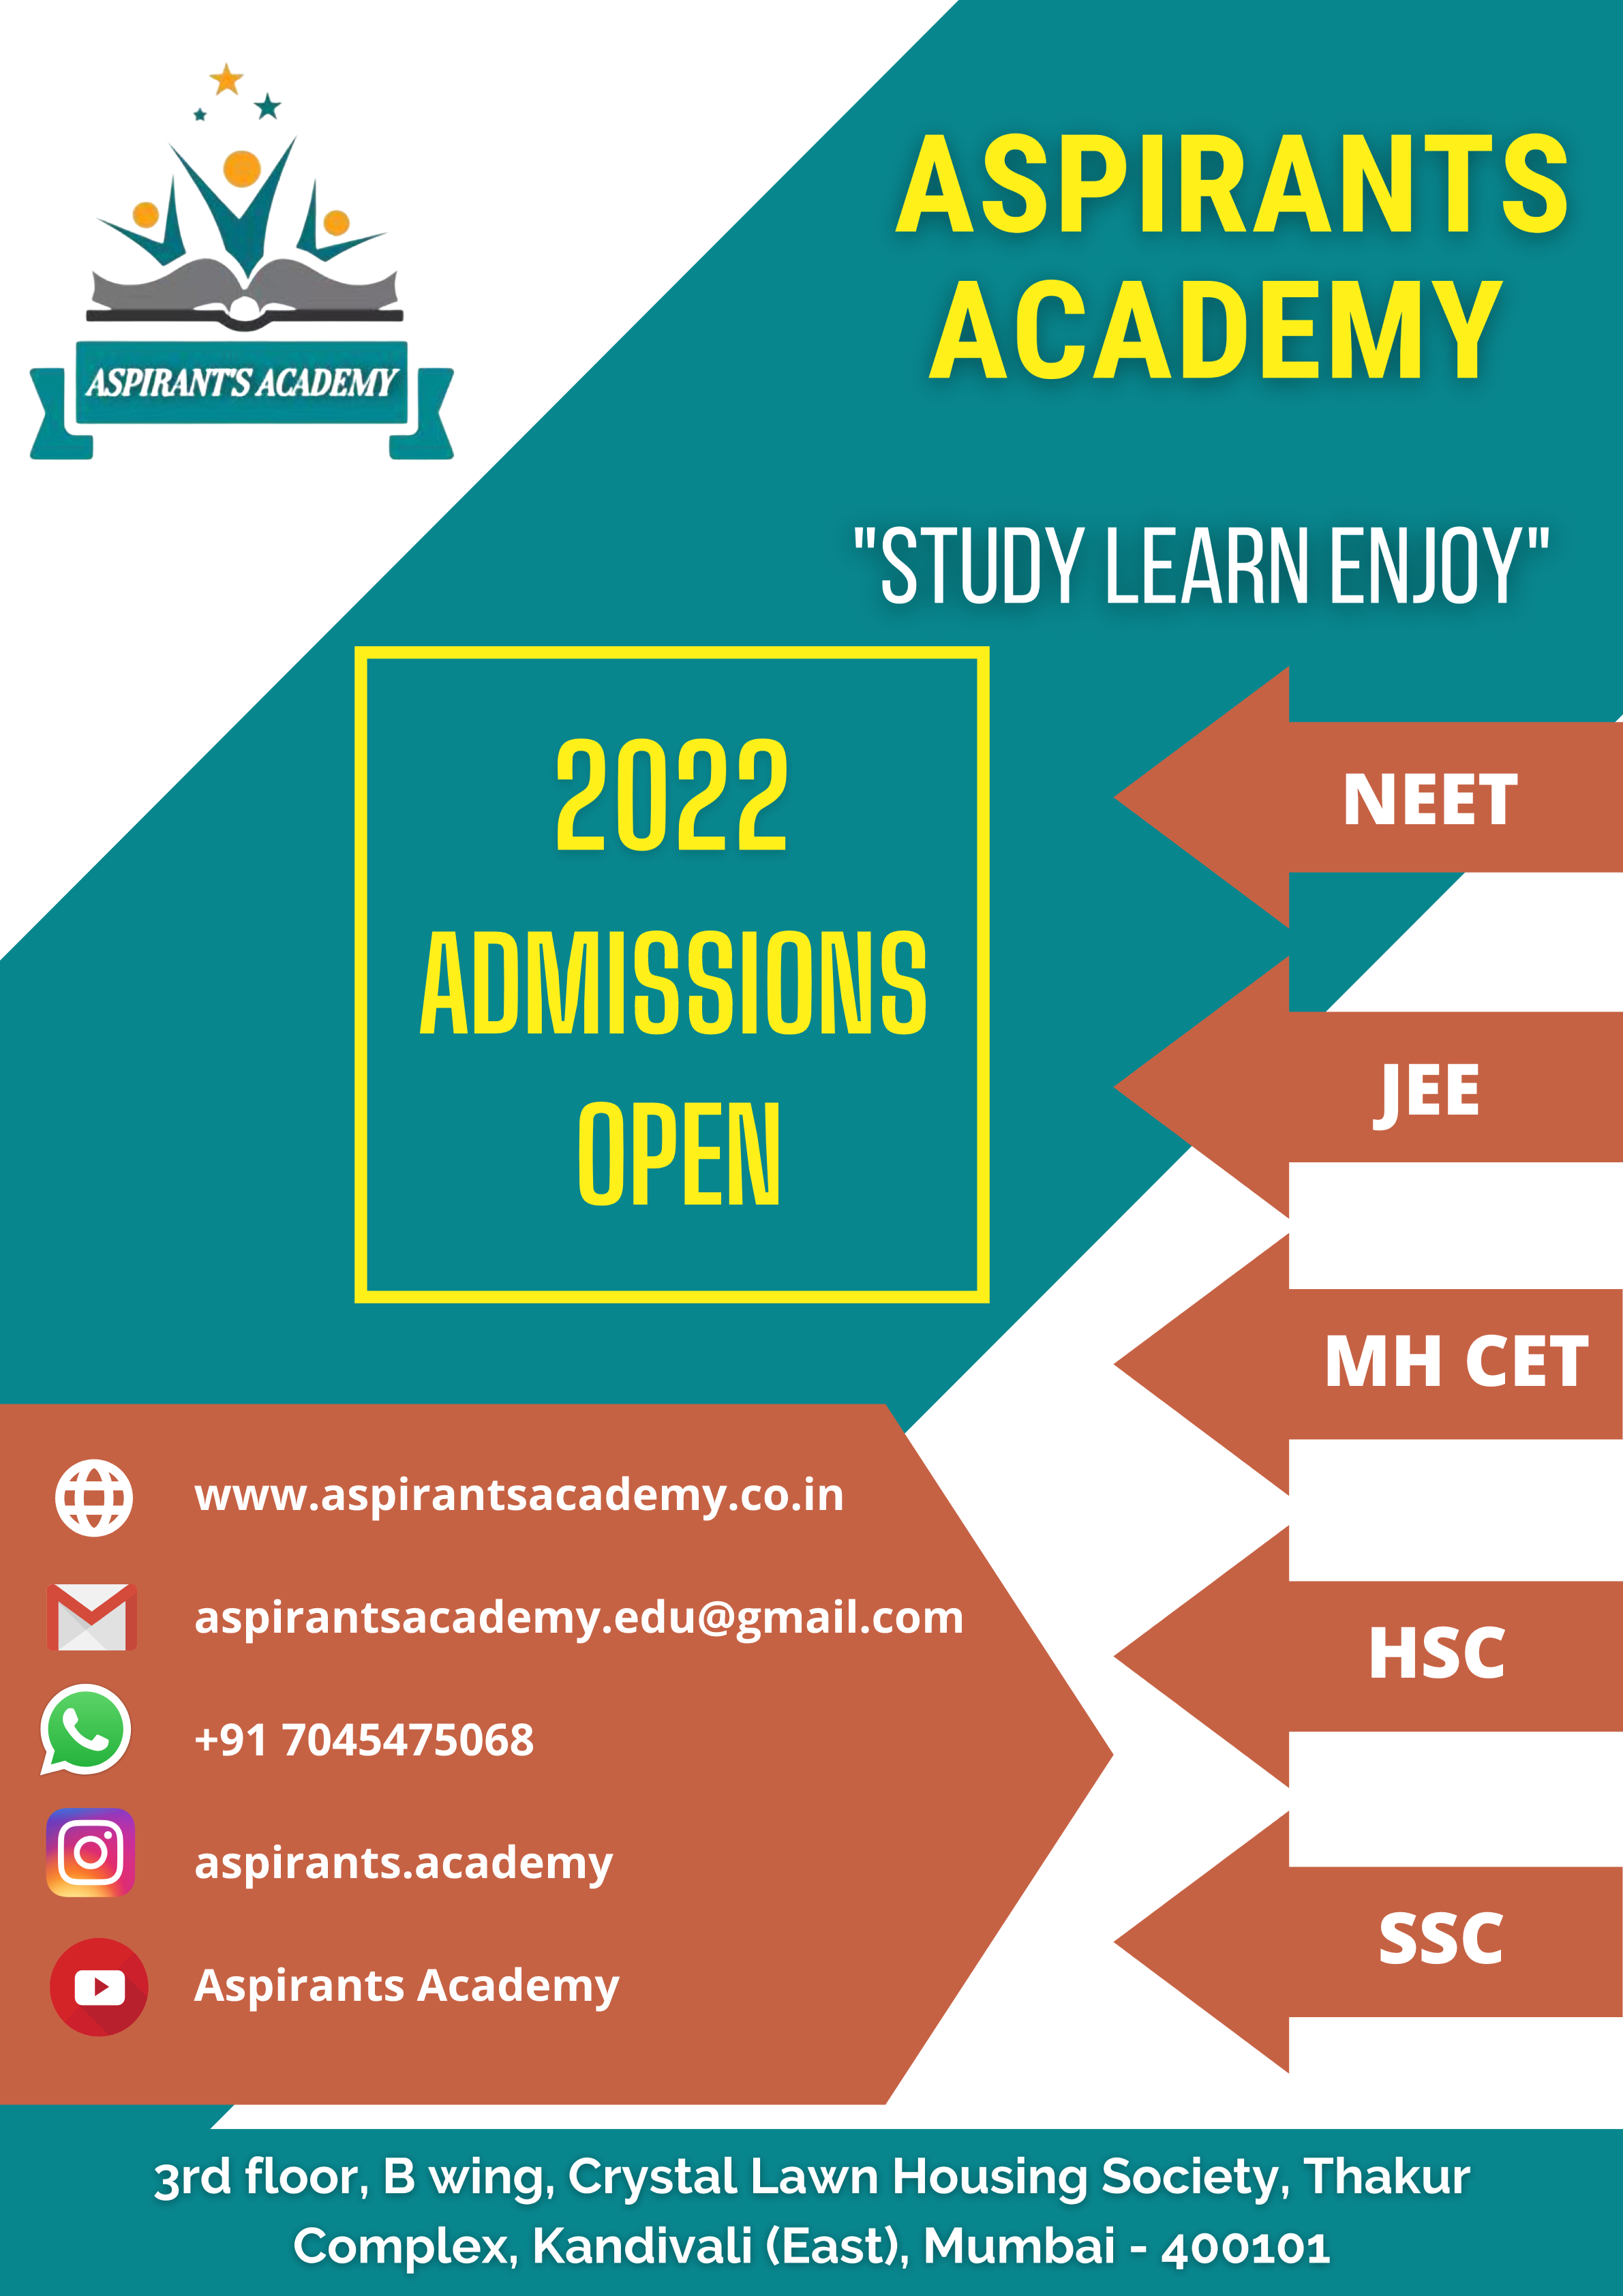 ASPIRANT'S ACADEMY
ASPIRANTS
ACADEMY
"STUDY LEARN ENJOY"
2022
ADMISSIONS
OPEN
NEET
JEE
MH CET
HSC
SSC
www.aspirantsacademy.co.in
aspirantsacademy.edu@gmail.com
+91 7045475068
aspirants.academy
Aspirants Academy
3rd floor, B wing, Crystal Lawn Housing Society, Thakur
Complex, Kandivali (East), Mumbai - 400101